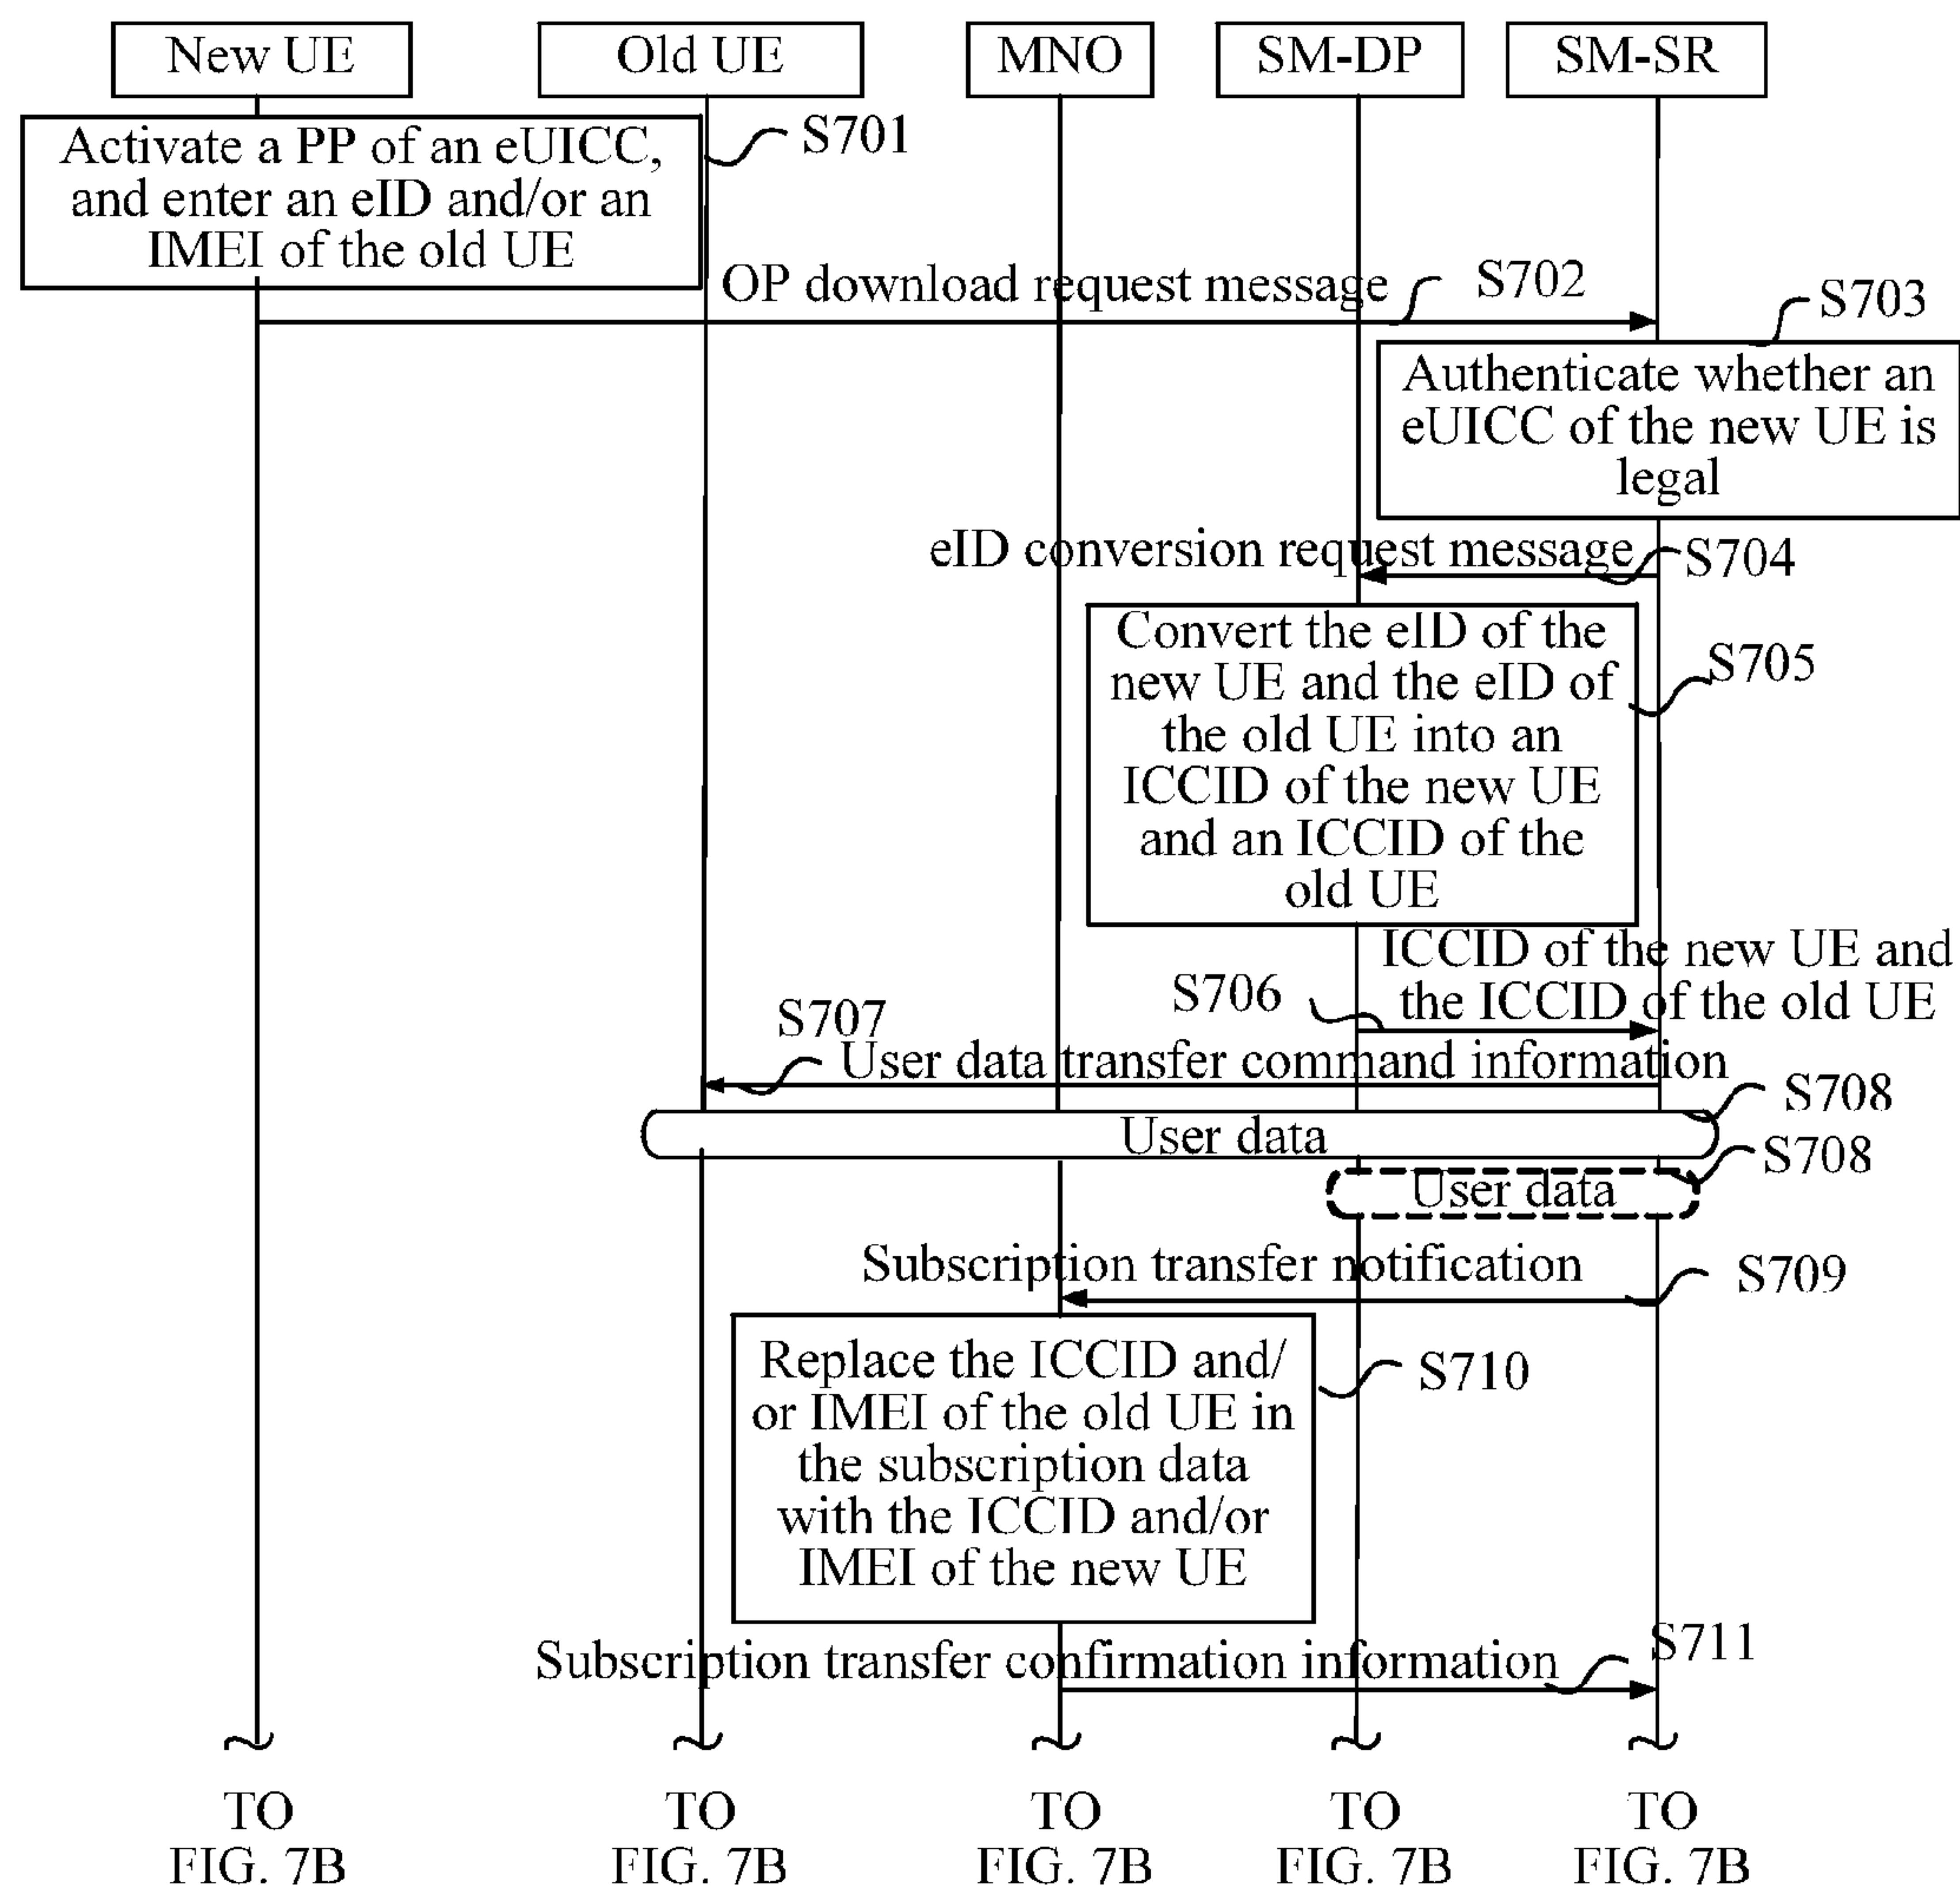 New UE
Old UE
MNO
SM-DP
SM-SR
Activate a PP of an eUICC,
and enter an eID and/or an
IMEI of the old UE
S701
OP download request message
S702
S703
Authenticate whether an
eUICC of the new UE is
legal
eID conversion request message
S704
Convert the eID of the
new UE and the eID of
the old UE into an
ICCID of the new UE
and an ICCID of the
old UE
S705
ICCID of the new UE and
the ICCID of the old UE
S706
S707
User data transfer command information
S708
User data
S708
User data
Subscription transfer notification
S709
Replace the ICCID and/
or IMEI of the old UE in
the subscription data
with the ICCID and/or
IMEI of the new UE
S710
S711
Subscription transfer confirmation information
TO
FIG. 7B
TO
FIG. 7B
TO
FIG. 7B
TO
FIG. 7B
TO
FIG. 7B